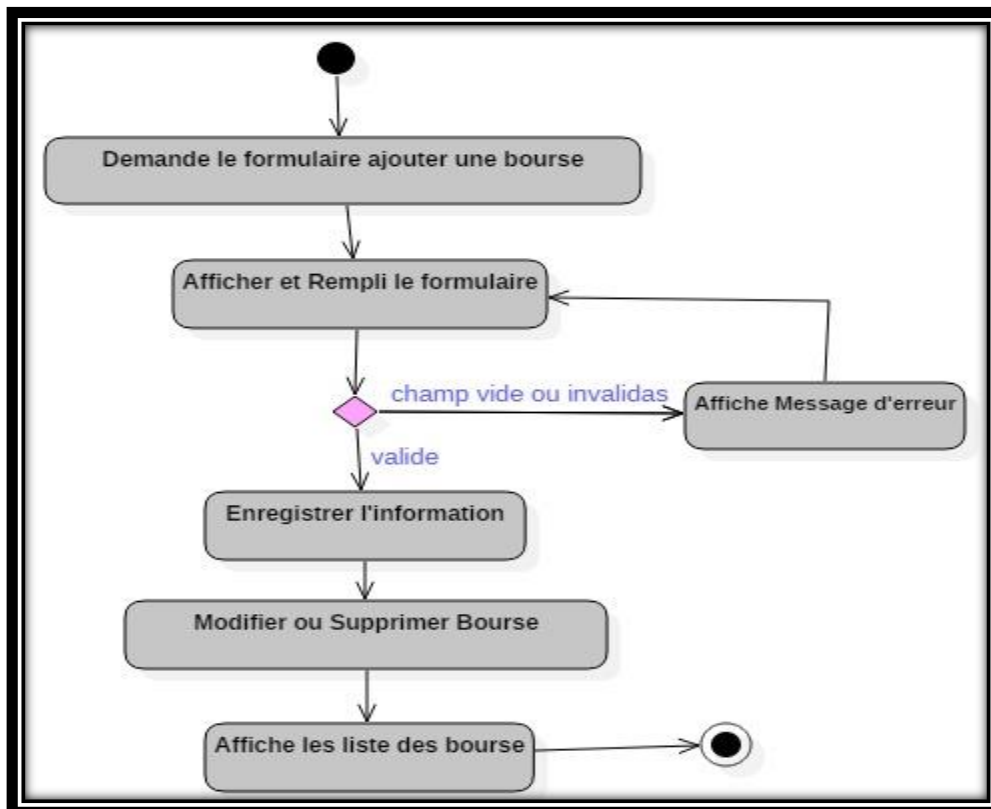 Demande le formulaire ajouter une bourse
Afficher et Rempli le formulaire
champ vide ou invalidas
Affiche Message d'erreur
valide
Enregistrer l'information
Modifier ou Supprimer Bourse
Affiche les liste des bourse